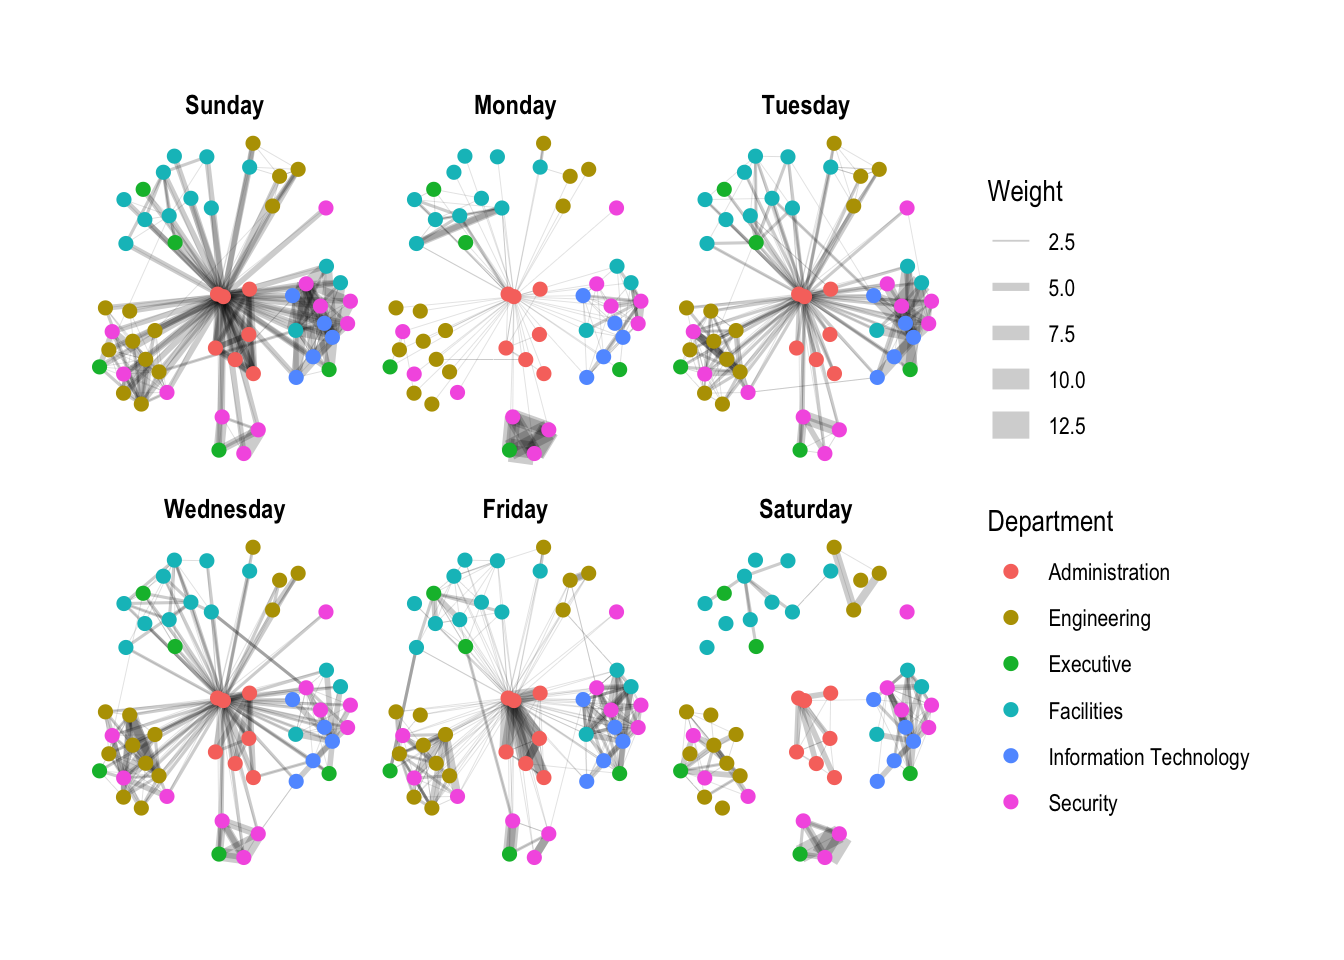 Sunday
Monday
Tuesday
Wednesday
Friday
Saturday
Weight
2.5
5.0
7.5
10.0
12.5
Department
Administration
Engineering
Executive
Facilities
Information Technology
Security